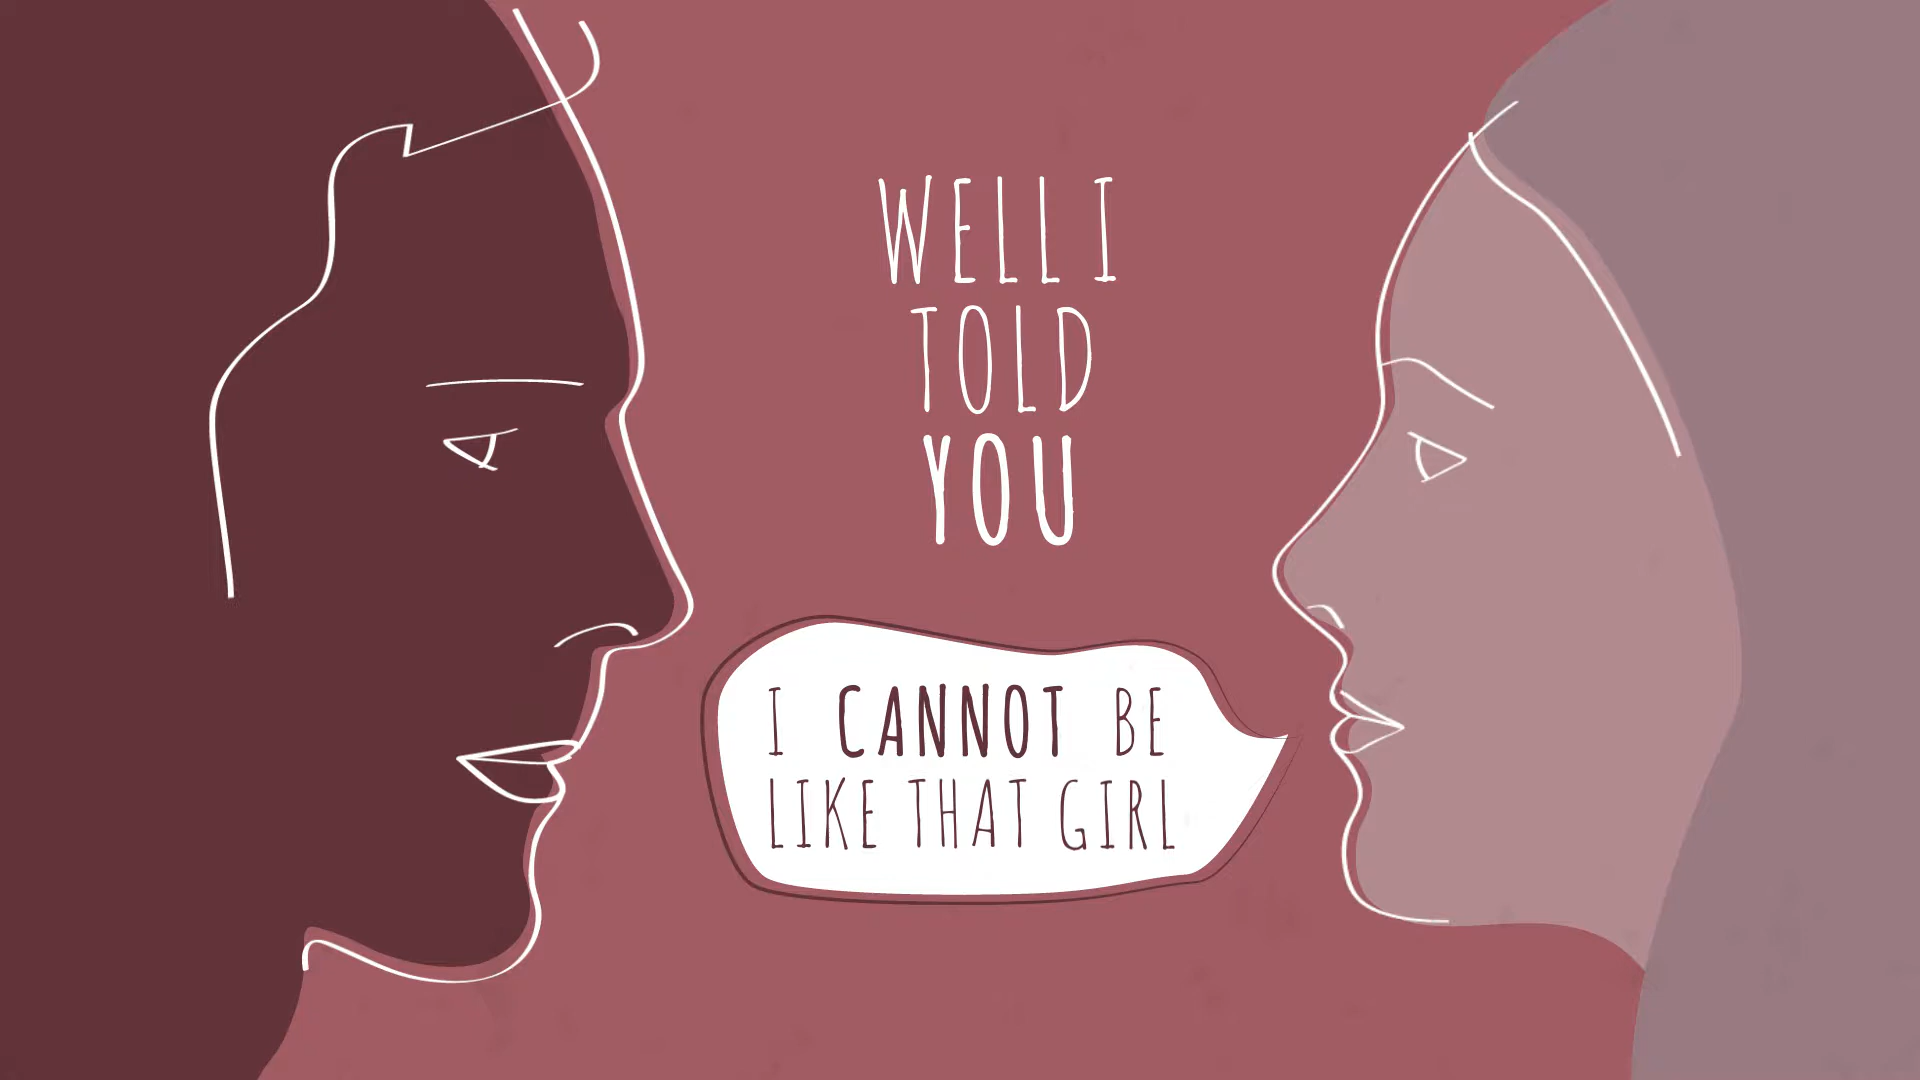 WELL I
TOLD
YOU
I CANNOT BE
LIKE THAT GIRL